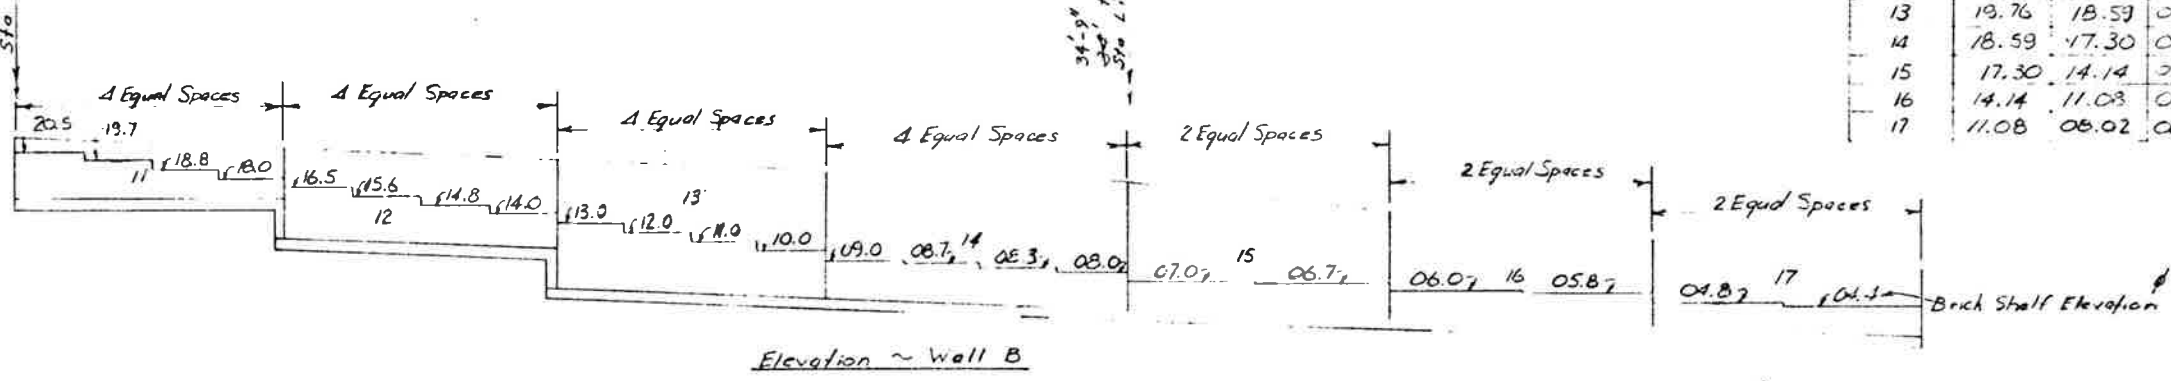 Sta
34'-9"
Sta
13 19.76 18.59
14 18.59 17.30
15 17.30 14.14
16 14.14 11.08
17 11.08 08.02
4 Equal Spaces
4 Equal Spaces
4 Equal Spaces
4 Equal Spaces
2 Equal Spaces
2 Equal Spaces
2 Equal Spaces
20.5 19.7 11 18.8 18.0
16.5 15.6 12 14.8 14.0
13.0 12.0 13 11.0 10.0
09.0 08.7 14 08.3 08.0
07.0 15 06.7
06.0 16 05.8
04.8 17
Brick Shelf Elevation
Elevation ~ Wall B